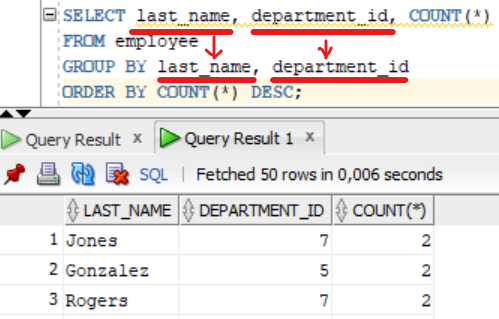 SELECT last_name, department_id, COUNT(*)
FROM employee
GROUP BY last_name, department_id
ORDER BY COUNT(*) DESC;
Query Result x Query Result 1 x
SQL | Fetched 50 rows in 0,006 seconds
LAST_NAME DEPARTMENT_ID COUNT(*)
1 Jones 7 2
2 Gonzalez 5 2
3 Rogers 7 2